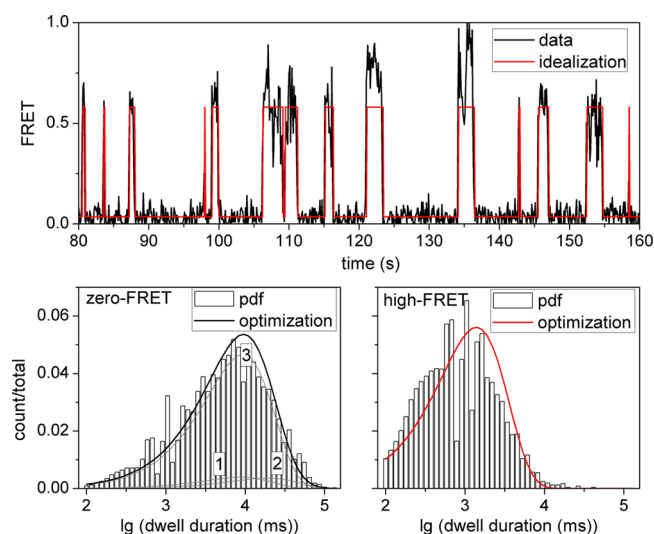 1.0
0.5
0.0
FRET
data
idealization
80 90 100 110 120 130 140 150 160
time (s)
0.06
0.04
0.02
0.00
count/total
zero-FRET
pdf
optimization
3
1
2
2 3 4 5
lg (dwell duration (ms))
high-FRET
pdf
optimization
2 3 4 5
lg (dwell duration (ms))